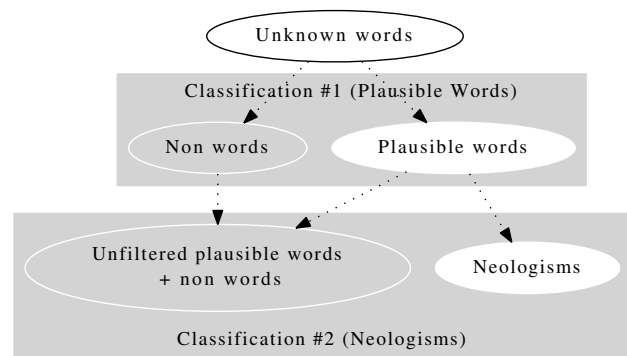 Unknown words
Classification #1 (Plausible Words)
Non words
Plausible words
Unfiltered plausible words
+ non words
Neologisms
Classification #2 (Neologisms)